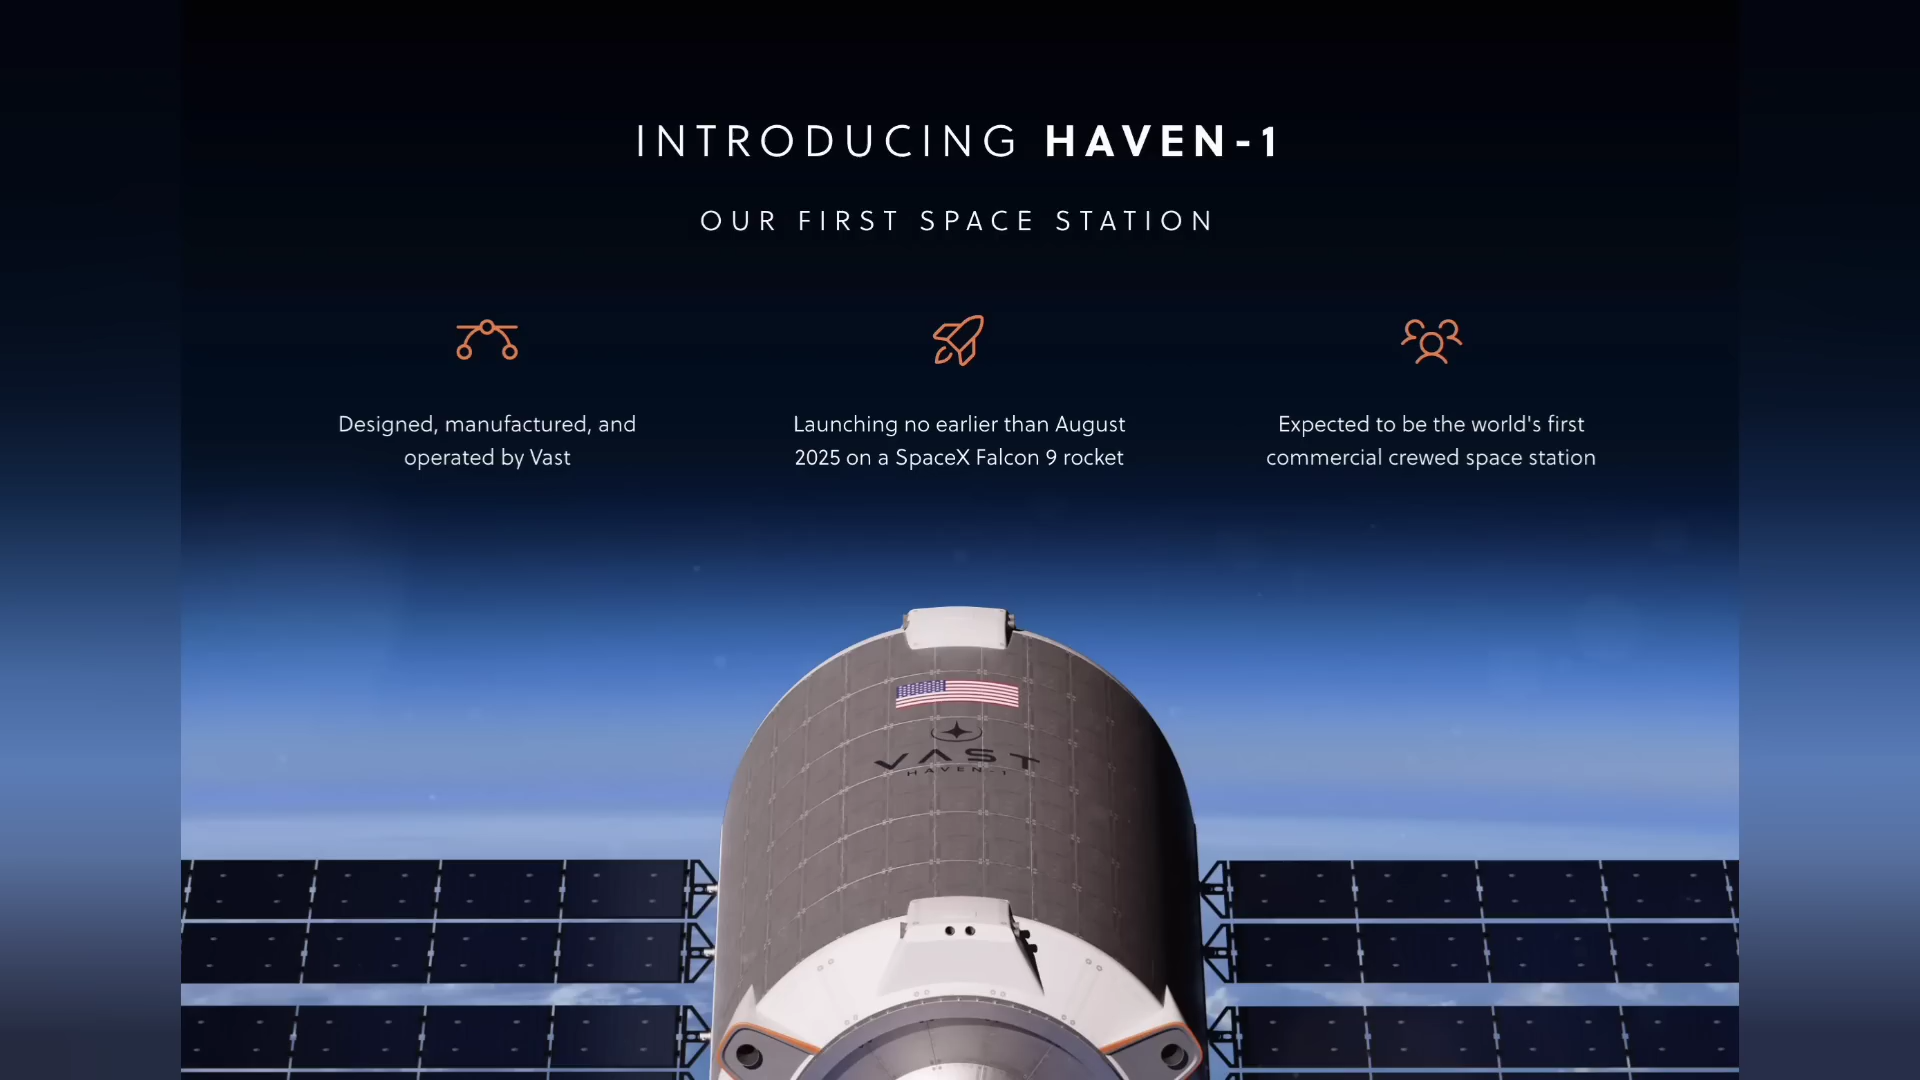 INTRODUCING HAVEN-1
OUR FIRST SPACE STATION
Designed, manufactured, and
operated by Vast
Launching no earlier than August
2025 on a SpaceX Falcon 9 rocket
Expected to be the world's first
commercial crewed space station
VAST
HAVEN-1